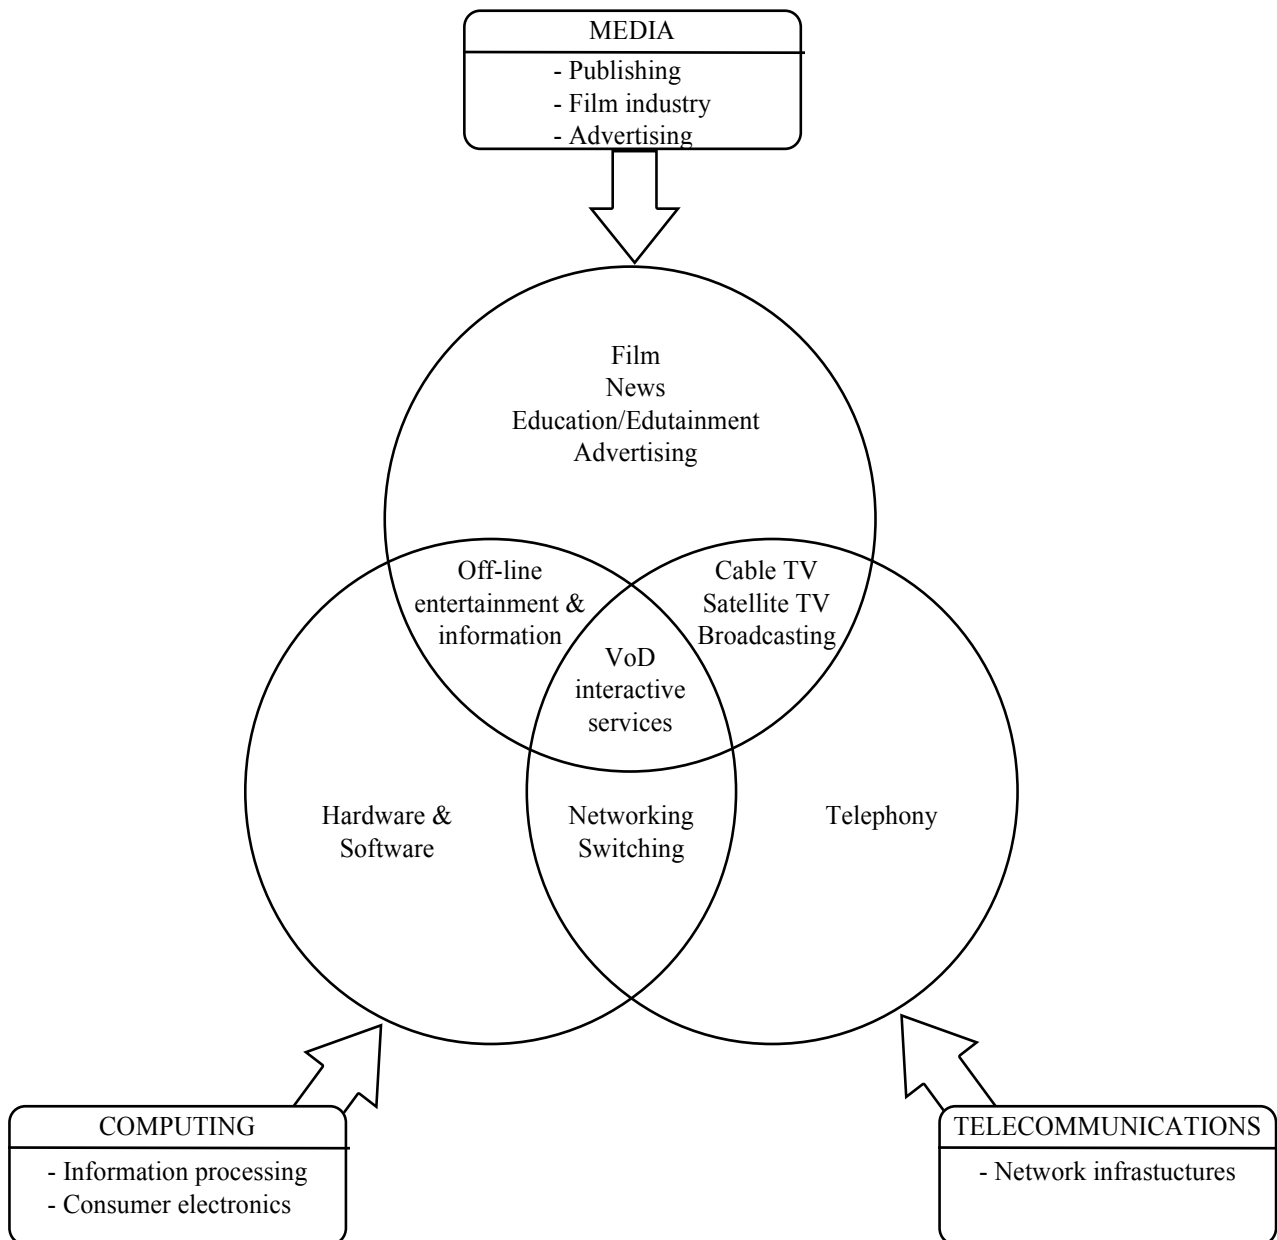 MEDIA
- Publishing
- Film industry
- Advertising
Film
News
Education/Edutainment
Advertising
Off-line
entertainment &
information
Cable TV
Satellite TV
Broadcasting
VoD
interactive
services
Hardware &
Software
Networking
Switching
Telephony
COMPUTING
- Information processing
- Consumer electronics
TELECOMMUNICATIONS
- Network infrastuctures